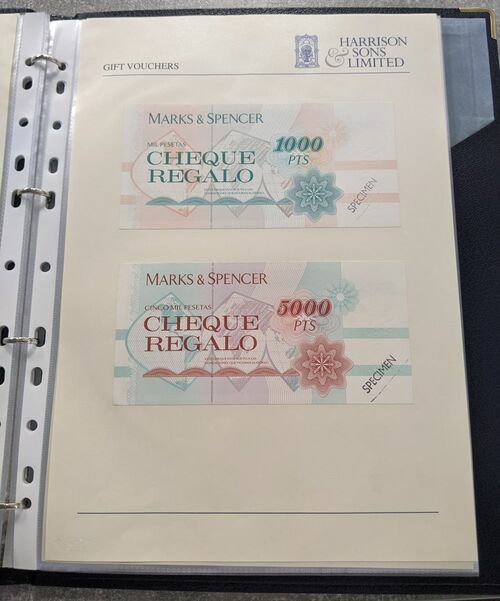 HARRISON
& SONS
LIMITED
GIFT VOUCHERS
MARKS & SPENCER
MIL PESETAS
1000
PTS
CHEQUE
REGALO
SPECIMEN
MARKS & SPENCER
CINCO MIL PESETAS
5000
PTS
CHEQUE
REGALO
SPECIMEN